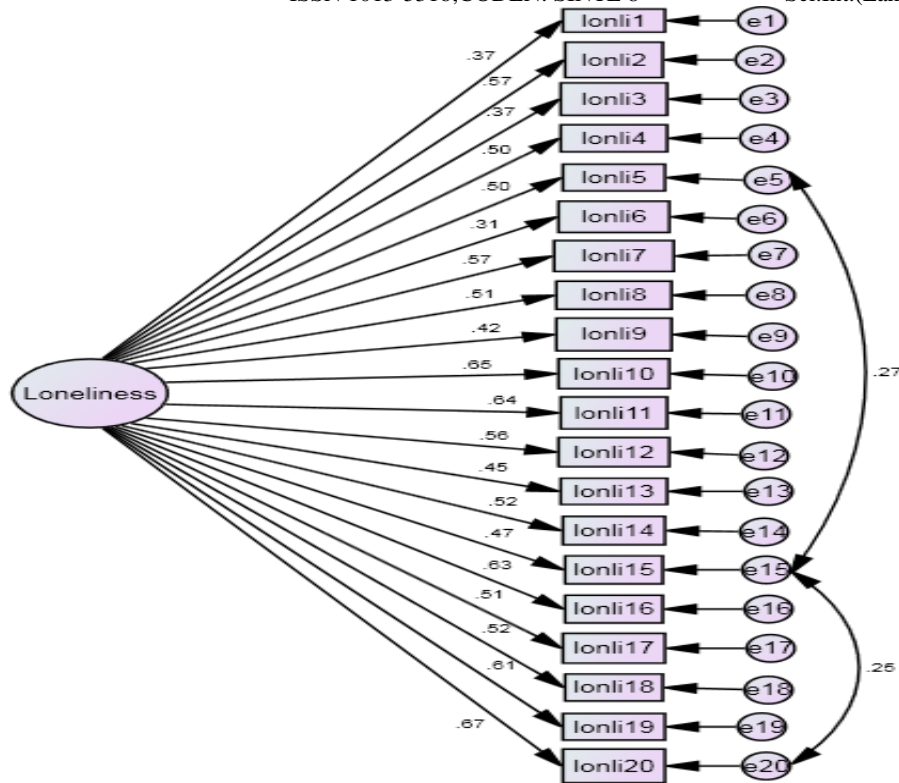 lonli1 e1
.37
lonli2 e2
.57
lonli3 e3
.37
lonli4 e4
.50
lonli5 e5
.50
lonli6 e6
.31
lonli7 e7
.57
lonli8 e8
.51
lonli9 e9
.42
lonli10 e10
.65
.27
Loneliness
lonli11 e11
.64
lonli12 e12
.56
lonli13 e13
.45
lonli14 e14
.52
lonli15 e15
.47
lonli16 e16
.63
lonli17 e17
.51
lonli18 e18
.52
.25
lonli19 e19
.61
lonli20 e20
.67